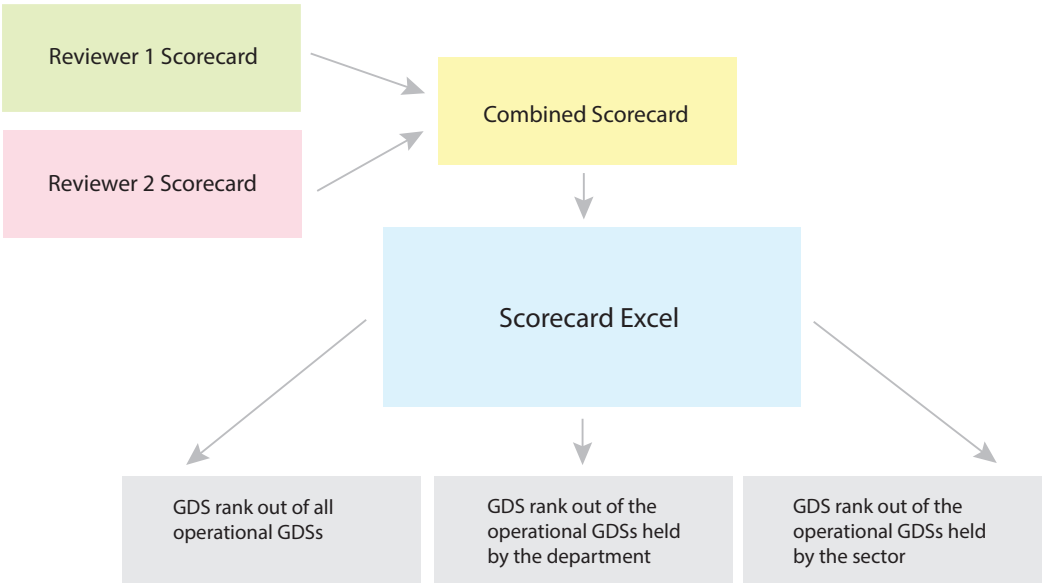 Reviewer 1 Scorecard
Combined Scorecard
Reviewer 2 Scorecard
Scorecard Excel
GDS rank out of all
operational GDSs
GDS rank out of the
operational GDSs held
by the department
GDS rank out of the
operational GDSs held
by the sector